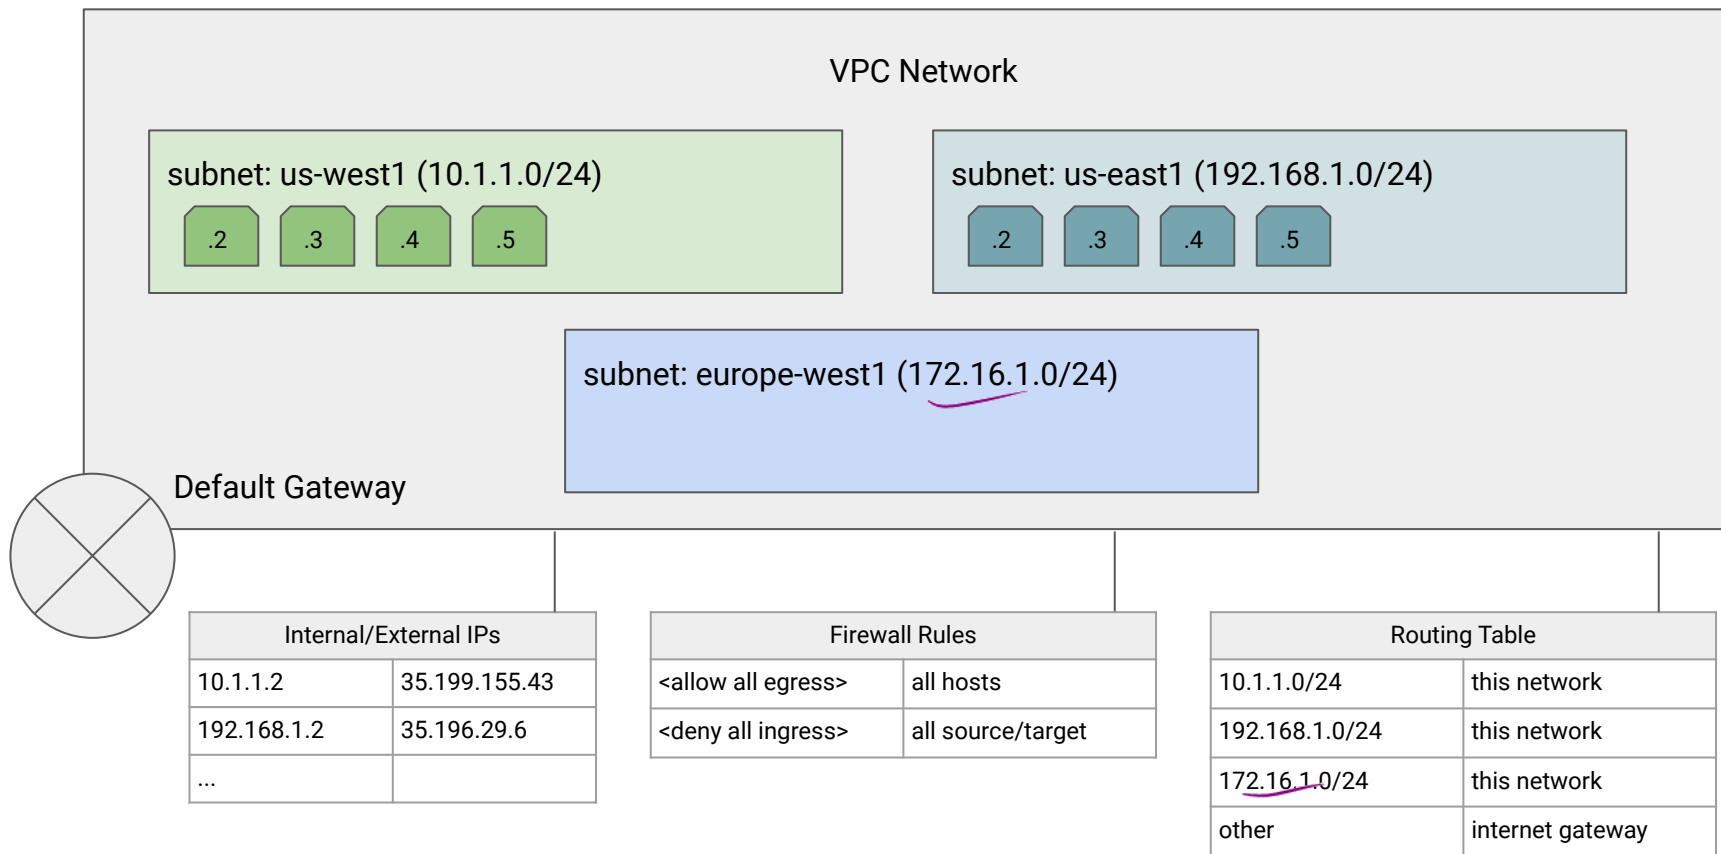 VPC Network
subnet: us-west1 (10.1.1.0/24)
.2 .3 .4 .5
subnet: us-east1 (192.168.1.0/24)
.2 .3 .4 .5
subnet: europe-west1 (172.16.1.0/24)
Default Gateway
Internal/External IPs
10.1.1.2 35.199.155.43
192.168.1.2 35.196.29.6
...
Firewall Rules
<allow all egress> all hosts
<deny all ingress> all source/target
Routing Table
10.1.1.0/24 this network
192.168.1.0/24 this network
172.16.1.0/24 this network
other internet gateway